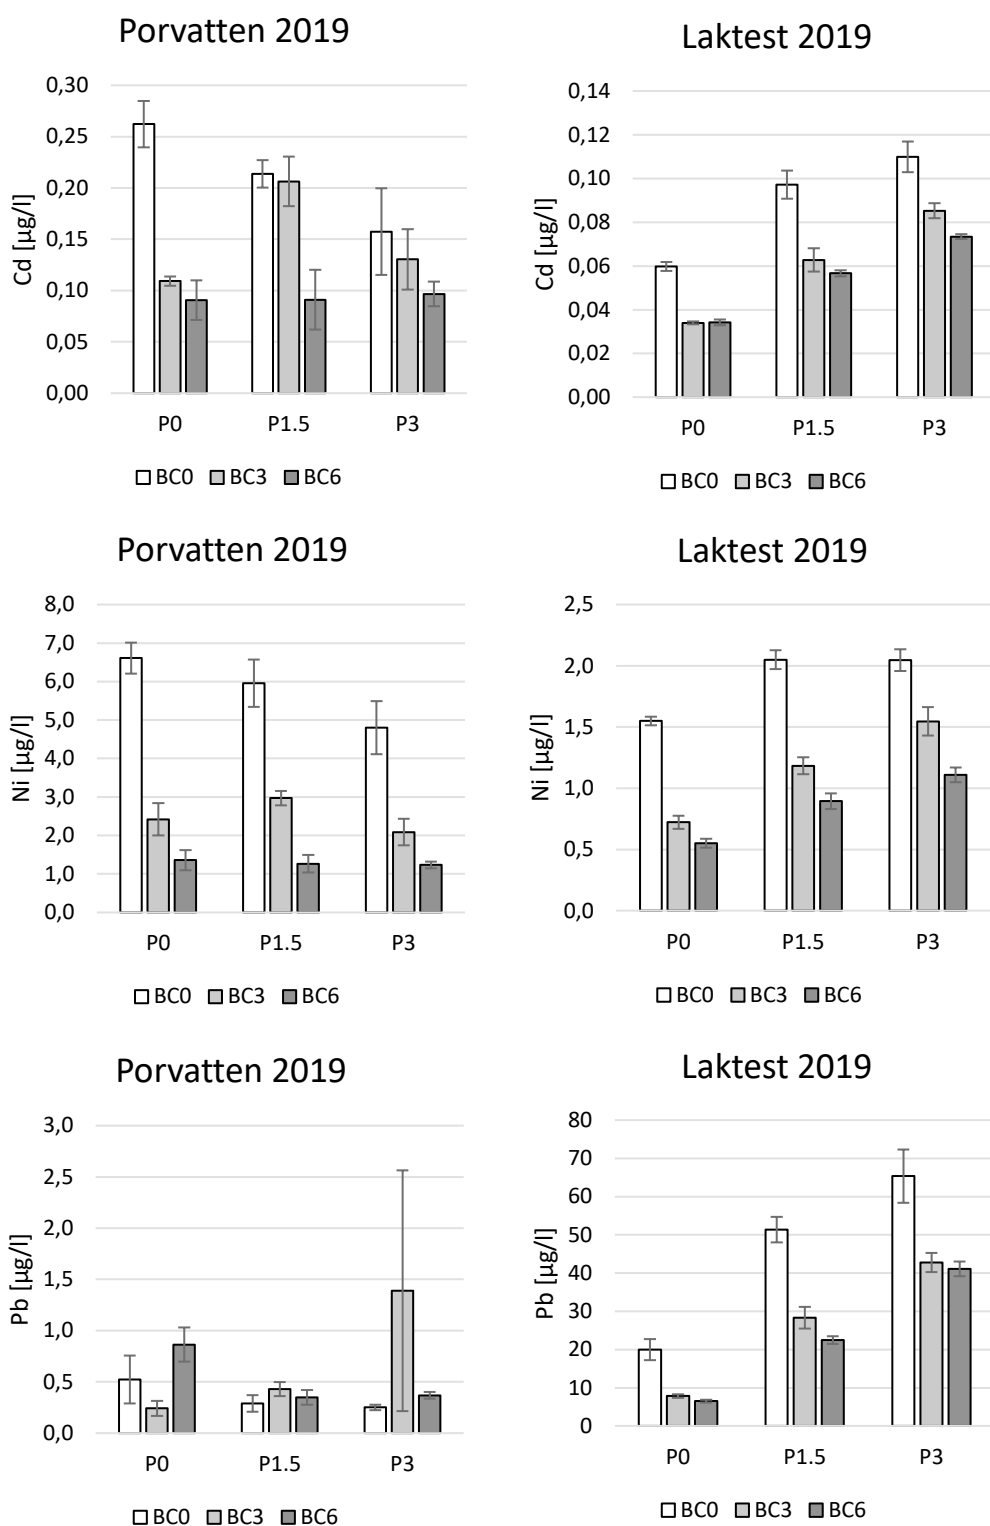 Porvatten 2019
Cd [µg/l]
0,30
0,25
0,20
0,15
0,10
0,05
0,00
P0 P1.5 P3
BC0 BC3 BC6
Laktest 2019
Cd [µg/l]
0,14
0,12
0,10
0,08
0,06
0,04
0,02
0,00
P0 P1.5 P3
BC0 BC3 BC6
Porvatten 2019
Ni [µg/l]
8,0
7,0
6,0
5,0
4,0
3,0
2,0
1,0
0,0
P0 P1.5 P3
BC0 BC3 BC6
Laktest 2019
Ni [µg/l]
2,5
2,0
1,5
1,0
0,5
0,0
P0 P1.5 P3
BC0 BC3 BC6
Porvatten 2019
Pb [µg/l]
3,0
2,5
2,0
1,5
1,0
0,5
0,0
P0 P1.5 P3
BC0 BC3 BC6
Laktest 2019
Pb [µg/l]
80
70
60
50
40
30
20
10
0
P0 P1.5 P3
BC0 BC3 BC6